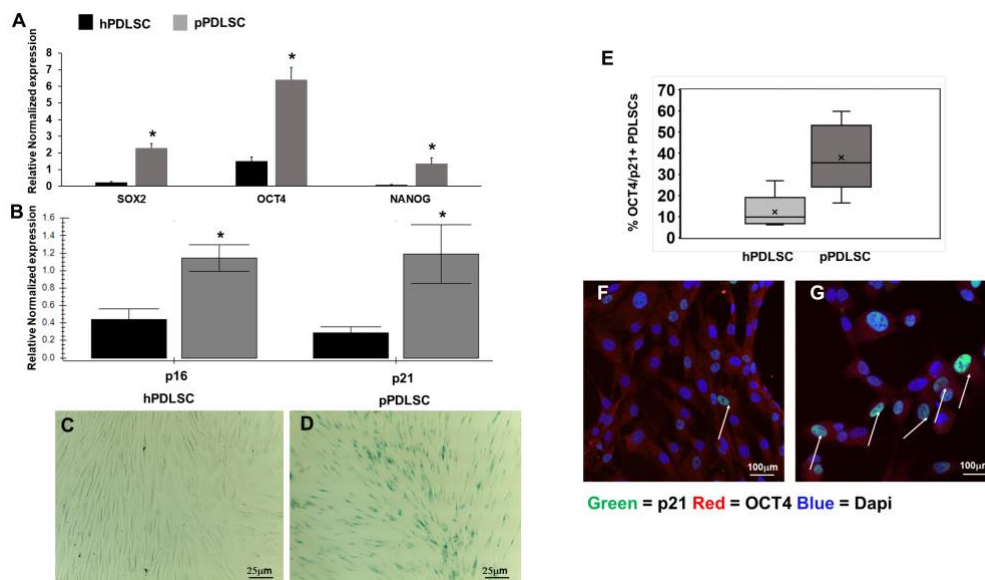 A
hPDLSC pPDLSC
Relative Normalized expression
8
7
6
5
4
3
2
1
0
* * *
SOX2 OCT4 NANOG
B
Relative Normalized expression
1.6
1.4
1.2
1.0
0.8
0.6
0.4
0.2
0.0
* *
p16 p21
hPDLSC pPDLSC
C D
25µm 25µm
E
% OCT4/p21+ PDLSCs
70
60
50
40
30
20
10
0
hPDLSC pPDLSC
F G
100µm 100µm
Green = p21 Red = OCT4 Blue = Dapi